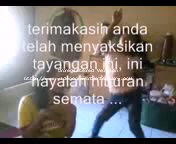 terimakasih anda
telah menyaksikan
tayangan ini, ini
hayalah hiburan
semata ...